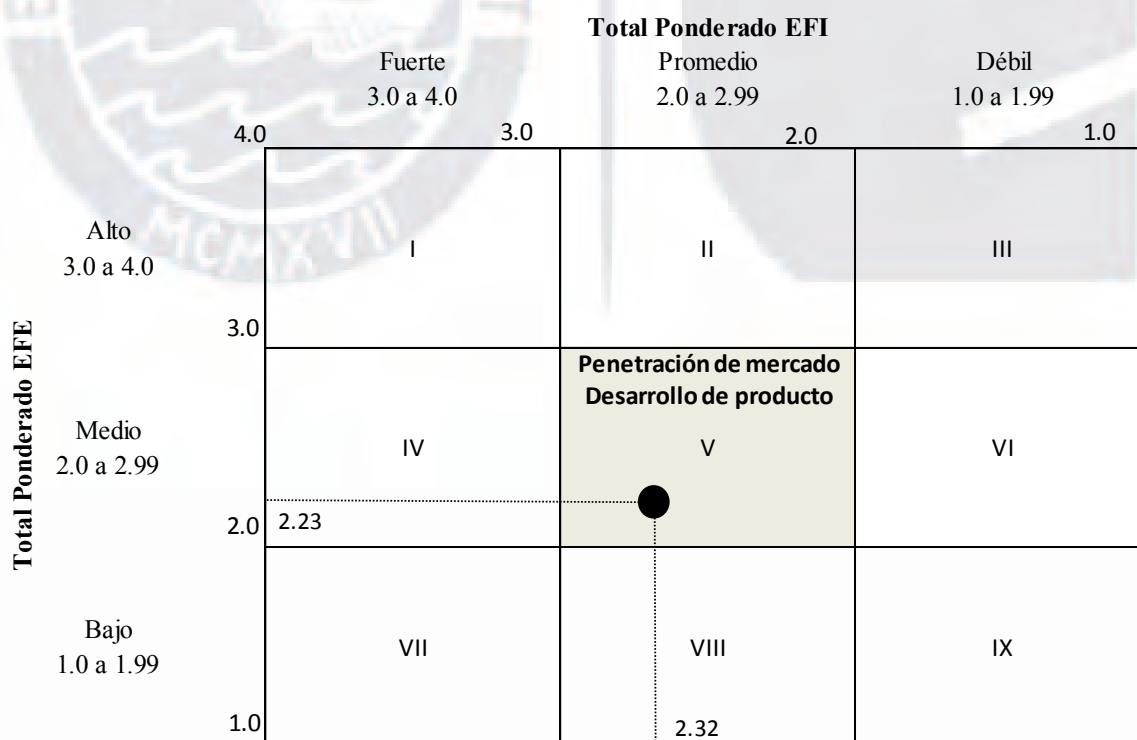 Total Ponderado EFI
Fuerte Promedio Débil
3.0 a 4.0 2.0 a 2.99 1.0 a 1.99
4.0 3.0 2.0 1.0
Alto
3.0 a 4.0
I II III
3.0
Total Ponderado EFE
Penetración de mercado
Desarrollo de producto
Medio
2.0 a 2.99
IV V VI
2.0 2.23
Bajo
1.0 a 1.99
VII VIII IX
1.0 2.32
MCMXVII